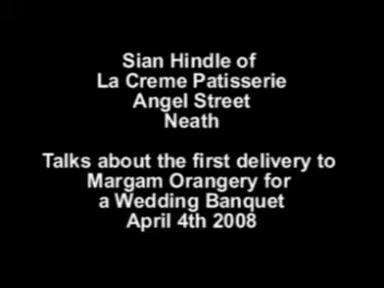 Sian Hindle of
La Creme Patisserie
Angel Street
Neath
Talks about the first delivery to
Margam Orangery for
a Wedding Banquet
April 4th 2008